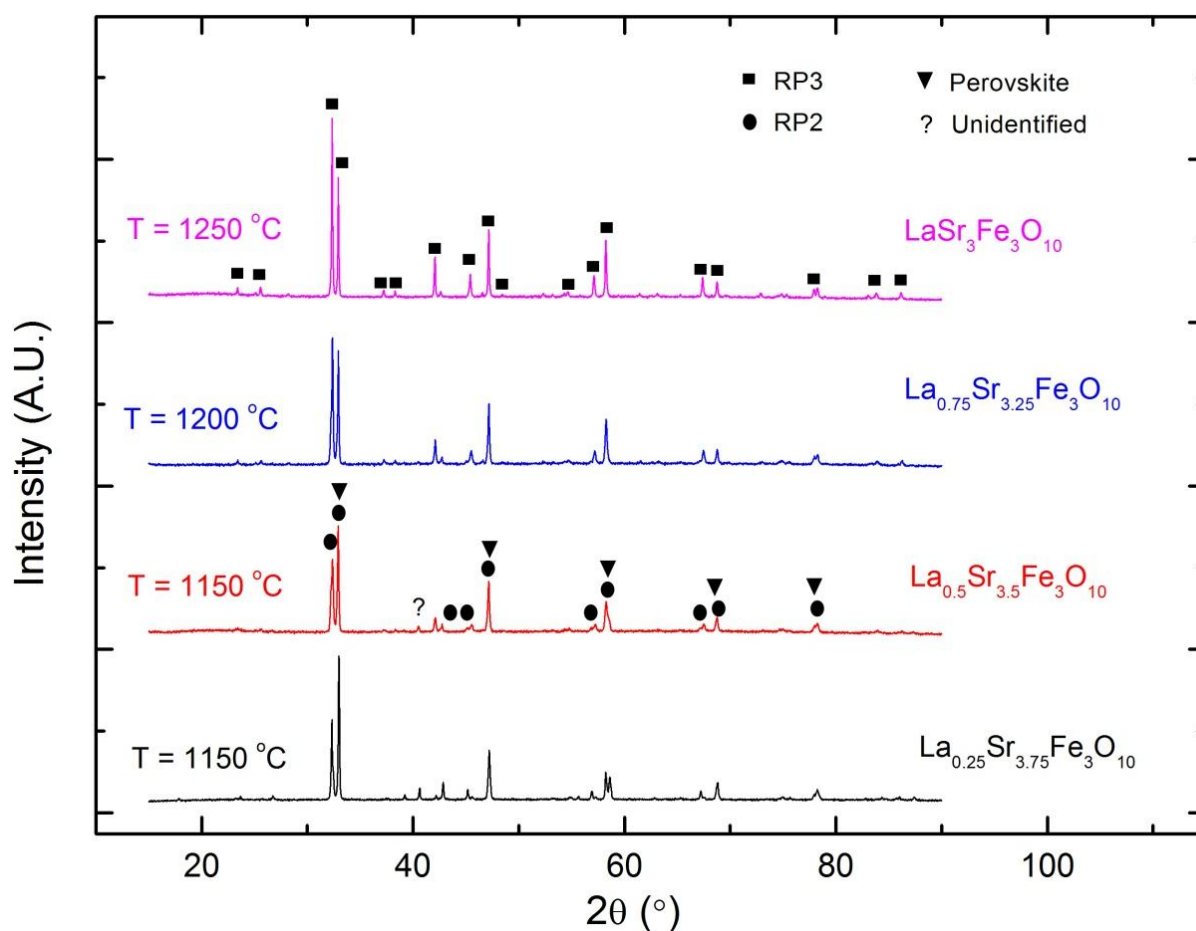 ■ RP3 ▼ Perovskite
● RP2 ? Unidentified
T = 1250 °C LaSr₃Fe₃O₁₀
T = 1200 °C La₀.₇₅Sr₃.₂₅Fe₃O₁₀
T = 1150 °C La₀.₅Sr₃.₅Fe₃O₁₀
?
T = 1150 °C La₀.₂₅Sr₃.₇₅Fe₃O₁₀
Intensity (A.U.)
20 40 60 80 100
2θ (°)